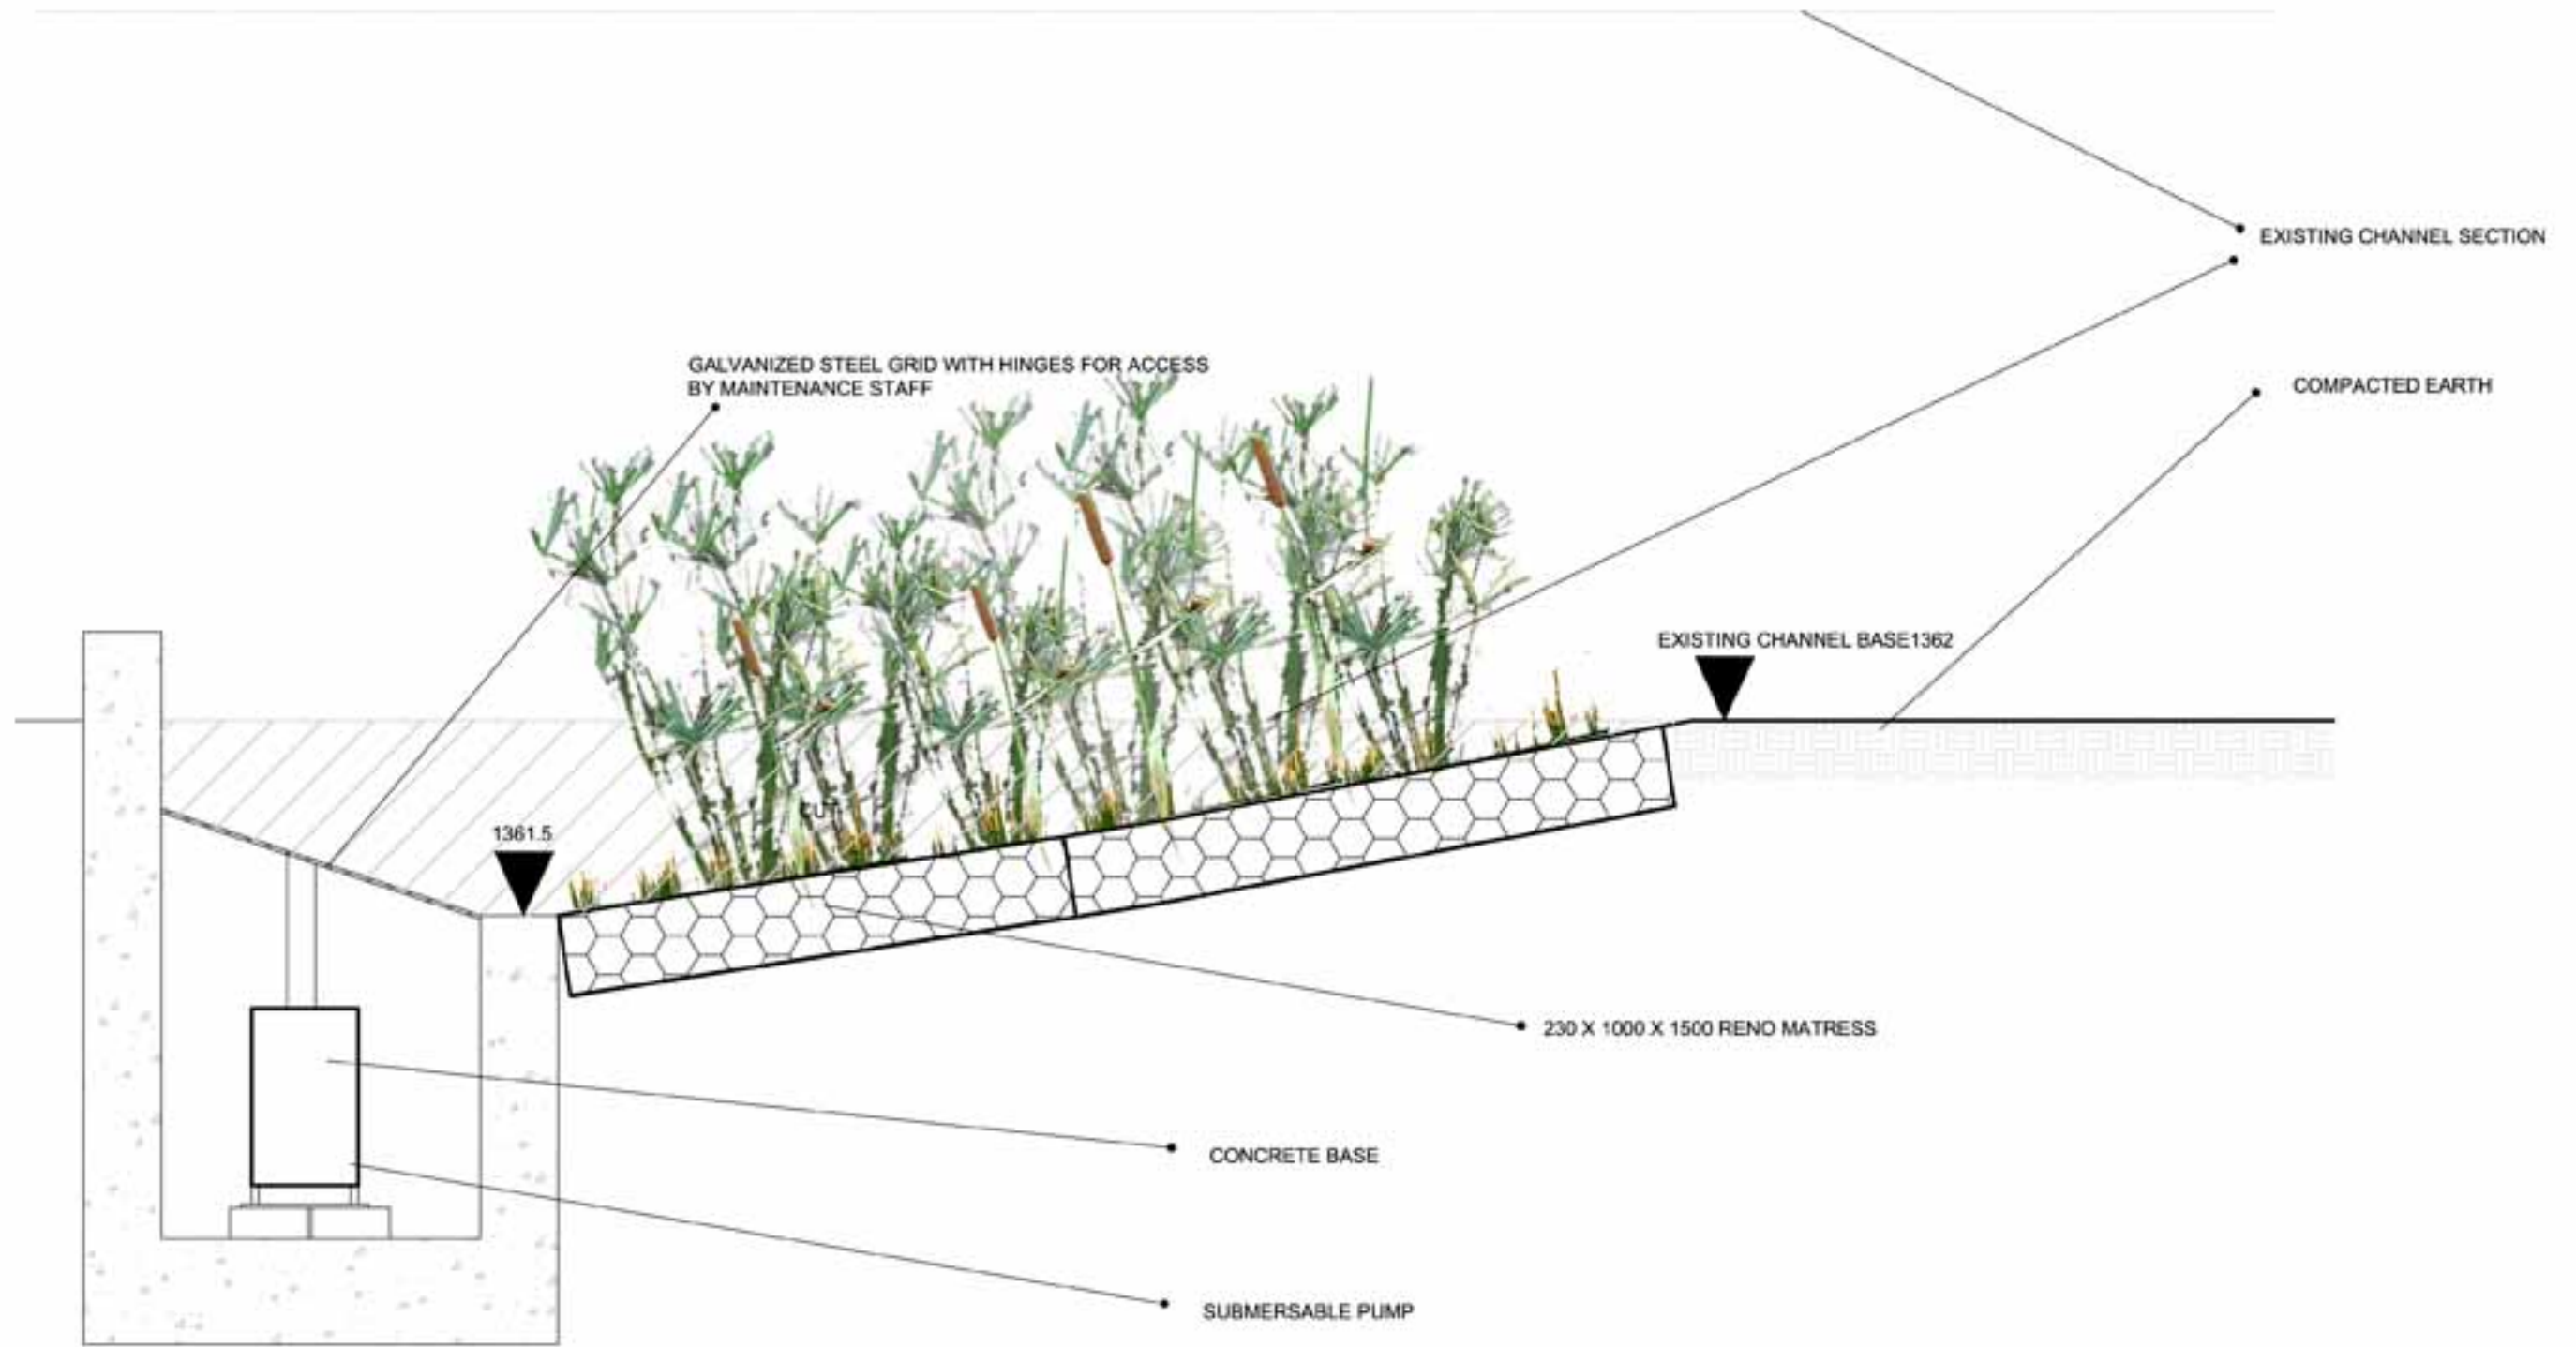 EXISTING CHANNEL SECTION
GALVANIZED STEEL GRID WITH HINGES FOR ACCESS
BY MAINTENANCE STAFF
COMPACTED EARTH
EXISTING CHANNEL BASE1362
CUT
1361.5
230 X 1000 X 1500 RENO MATRESS
CONCRETE BASE
SUBMERSABLE PUMP